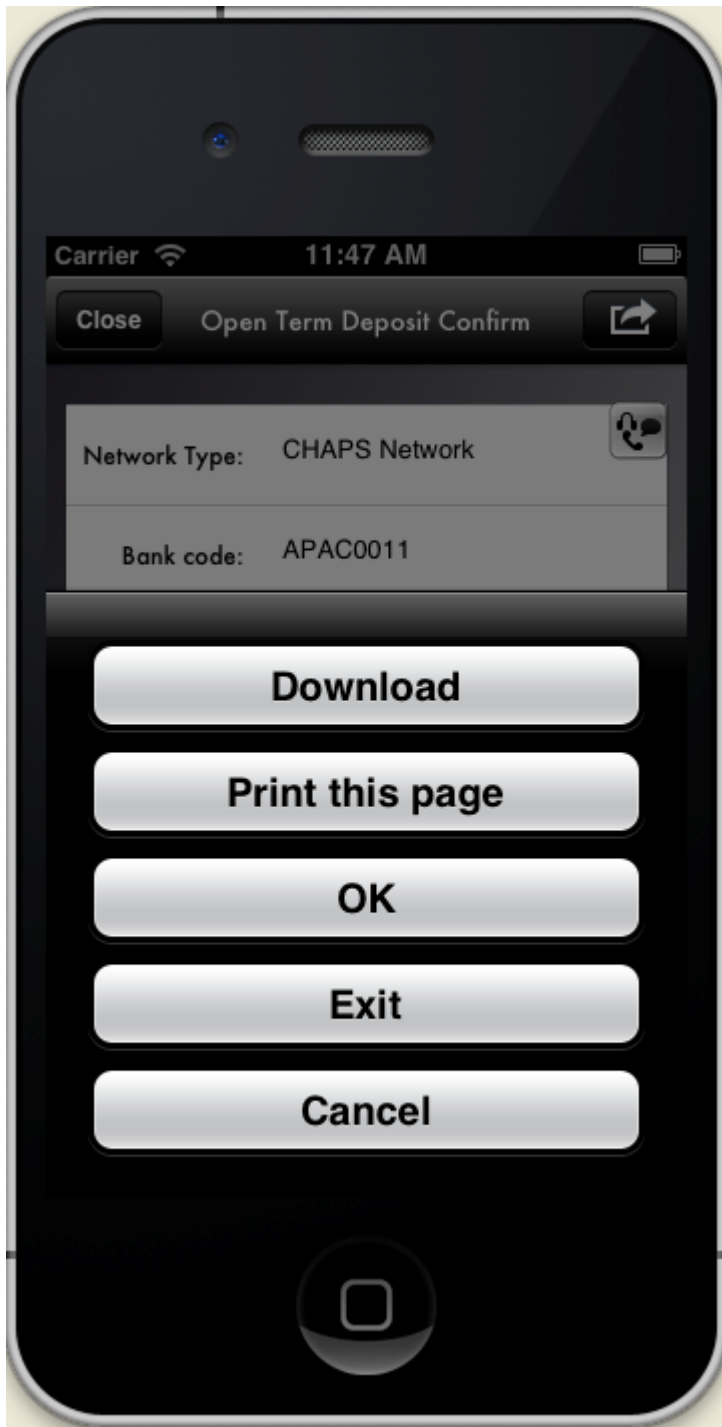 Carrier 11:47 AM
Close Open Term Deposit Confirm
Network Type: CHAPS Network
Bank code: APAC0011
Download
Print this page
OK
Exit
Cancel